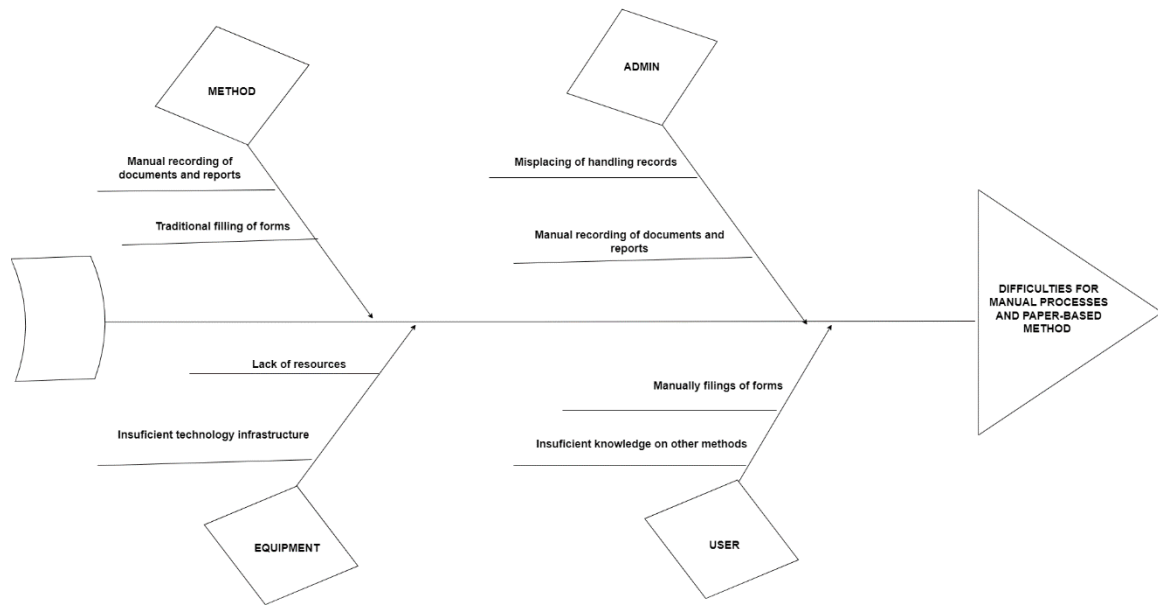 METHOD
ADMIN
Manual recording of
documents and reports
Traditional filling of forms
Misplacing of handling records
Manual recording of documents and
reports
DIFFICULTIES FOR
MANUAL PROCESSES
AND PAPER-BASED
METHOD
Lack of resources
Insuficient technology infrastructure
Manually filings of forms
Insuficient knowledge on other methods
EQUIPMENT
USER